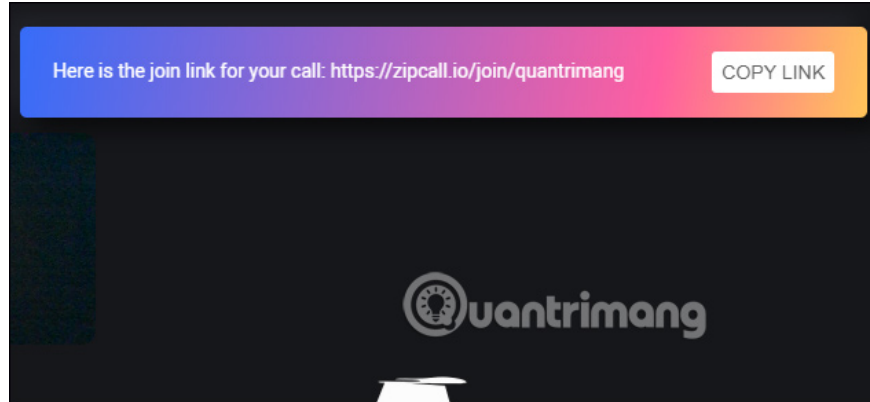 Here is the join link for your call: https://zipcall.io/join/quantrimang
COPY LINK
Quantrimang